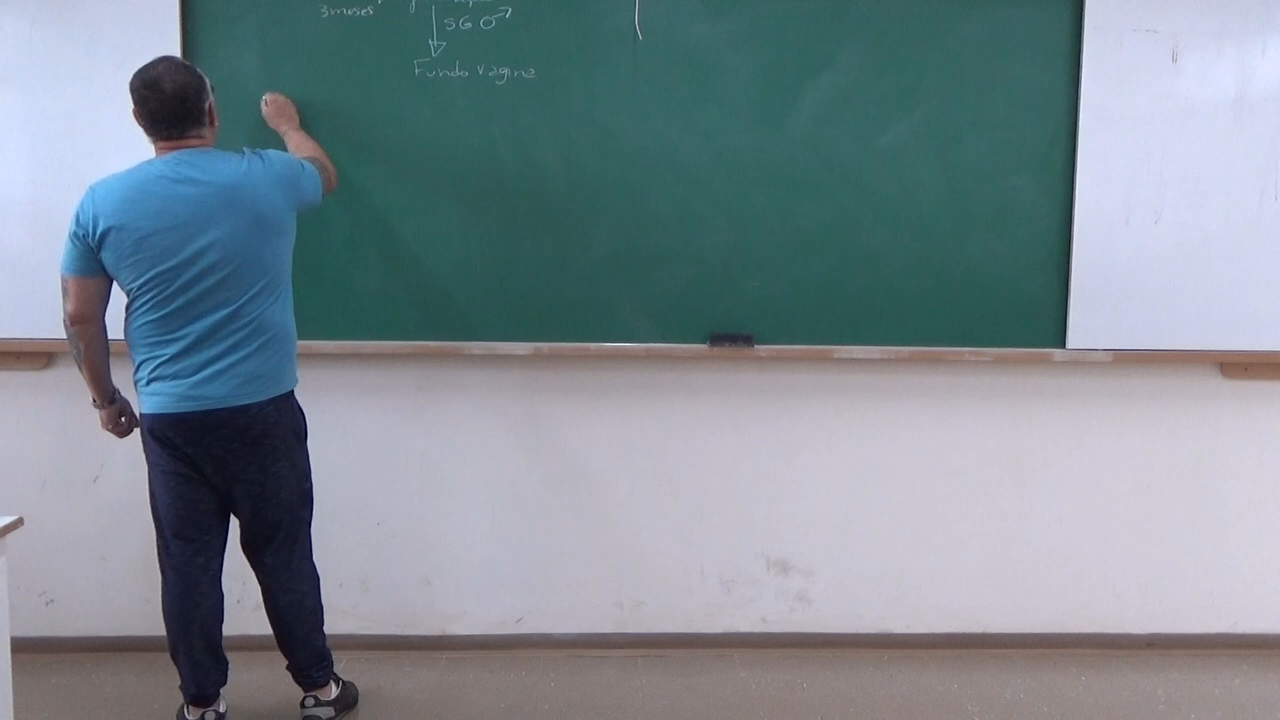 3 meses
SG ♂
Fundo vagina